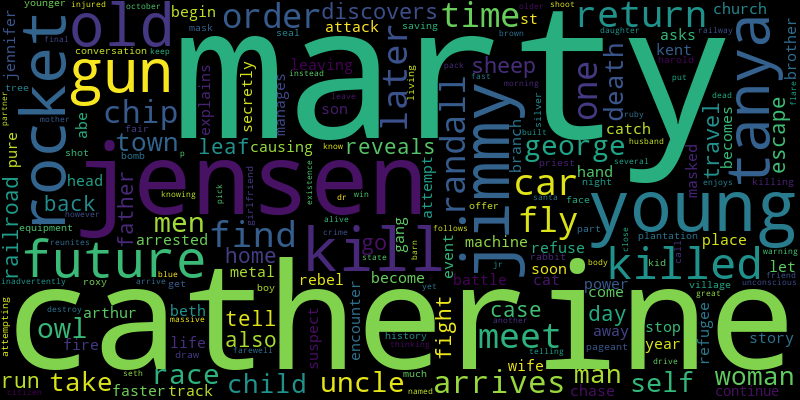 younger injured october
mask
old discovers order attack time st return church
begin saving seal brown
shoot older daughter railway
jennifer final conversation keep
rocket gun marty later
explains secretly living manages leaving son sheep
asks kent harold put dead brother flare
pack fast morning silver built ruby husband several
one death tanya
tree partner chip town leaf causing reveals randall jimmy branch george catch travel becomes escape
pure abe fair shot bomb p instead leave know
priest enjoys killing masked
jensen young
head back father knowing however pick girlfriend existence dr win attempt
car hand night face santa
men find kill go gang fly part plantation
railroad equipment arrested home alive crime barn state follows event offer machine refuse place calls warning let
future reunites blue metal rebel become battle cat rabbit jr soon body close kid killed village friend
inadvertently roxy arrive get boy yet power great unconscious
catherine
attempting owl arthur beth destroy massive tell also suspect encounter fight case meet come day away stop year refugee story
fire life draw farewell history thinking another telling wife pageant drive
run take race child uncle arrives man self woman
faster track seth much named chase continue